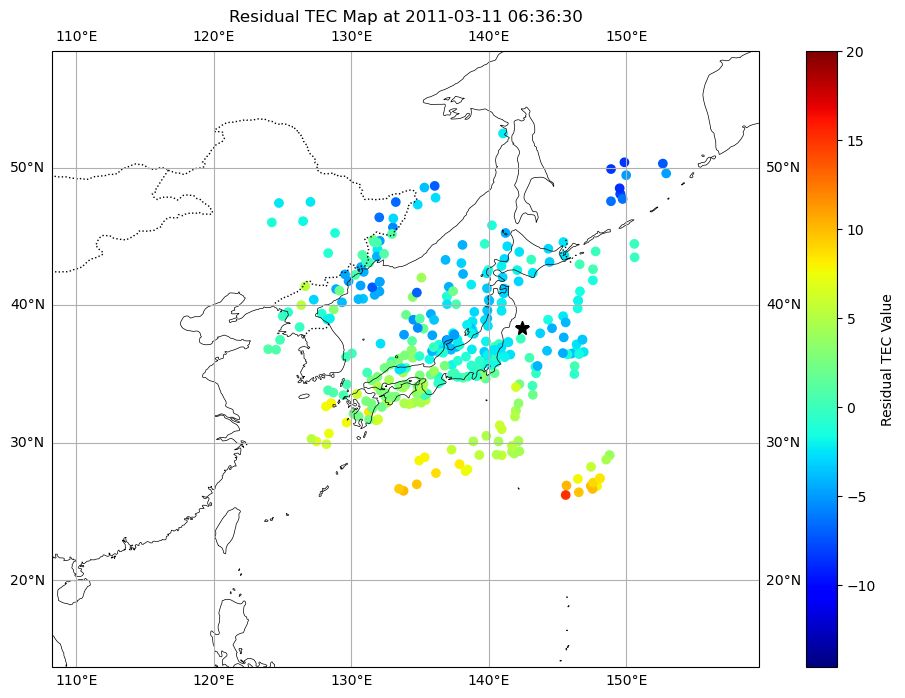 Residual TEC Map at 2011-03-11 06:36:30
110°E 120°E 130°E 140°E 150°E
20
15
50°N 50°N
10
5
40°N 40°N
Residual TEC Value
0
30°N 30°N
−5
20°N 20°N
−10
110°E 120°E 130°E 140°E 150°E